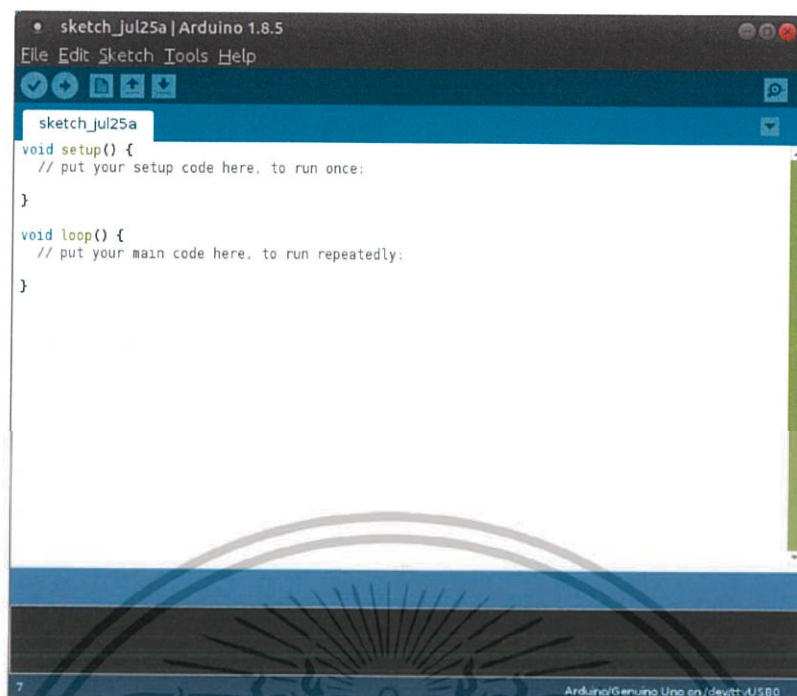 sketch_jul25a | Arduino 1.8.5
File Edit Sketch Tools Help
sketch_jul25a
void setup() {
// put your setup code here, to run once:
}
void loop() {
// put your main code here, to run repeatedly:
}
7
Arduino/Genuino Uno on /dev/ttyUSB0